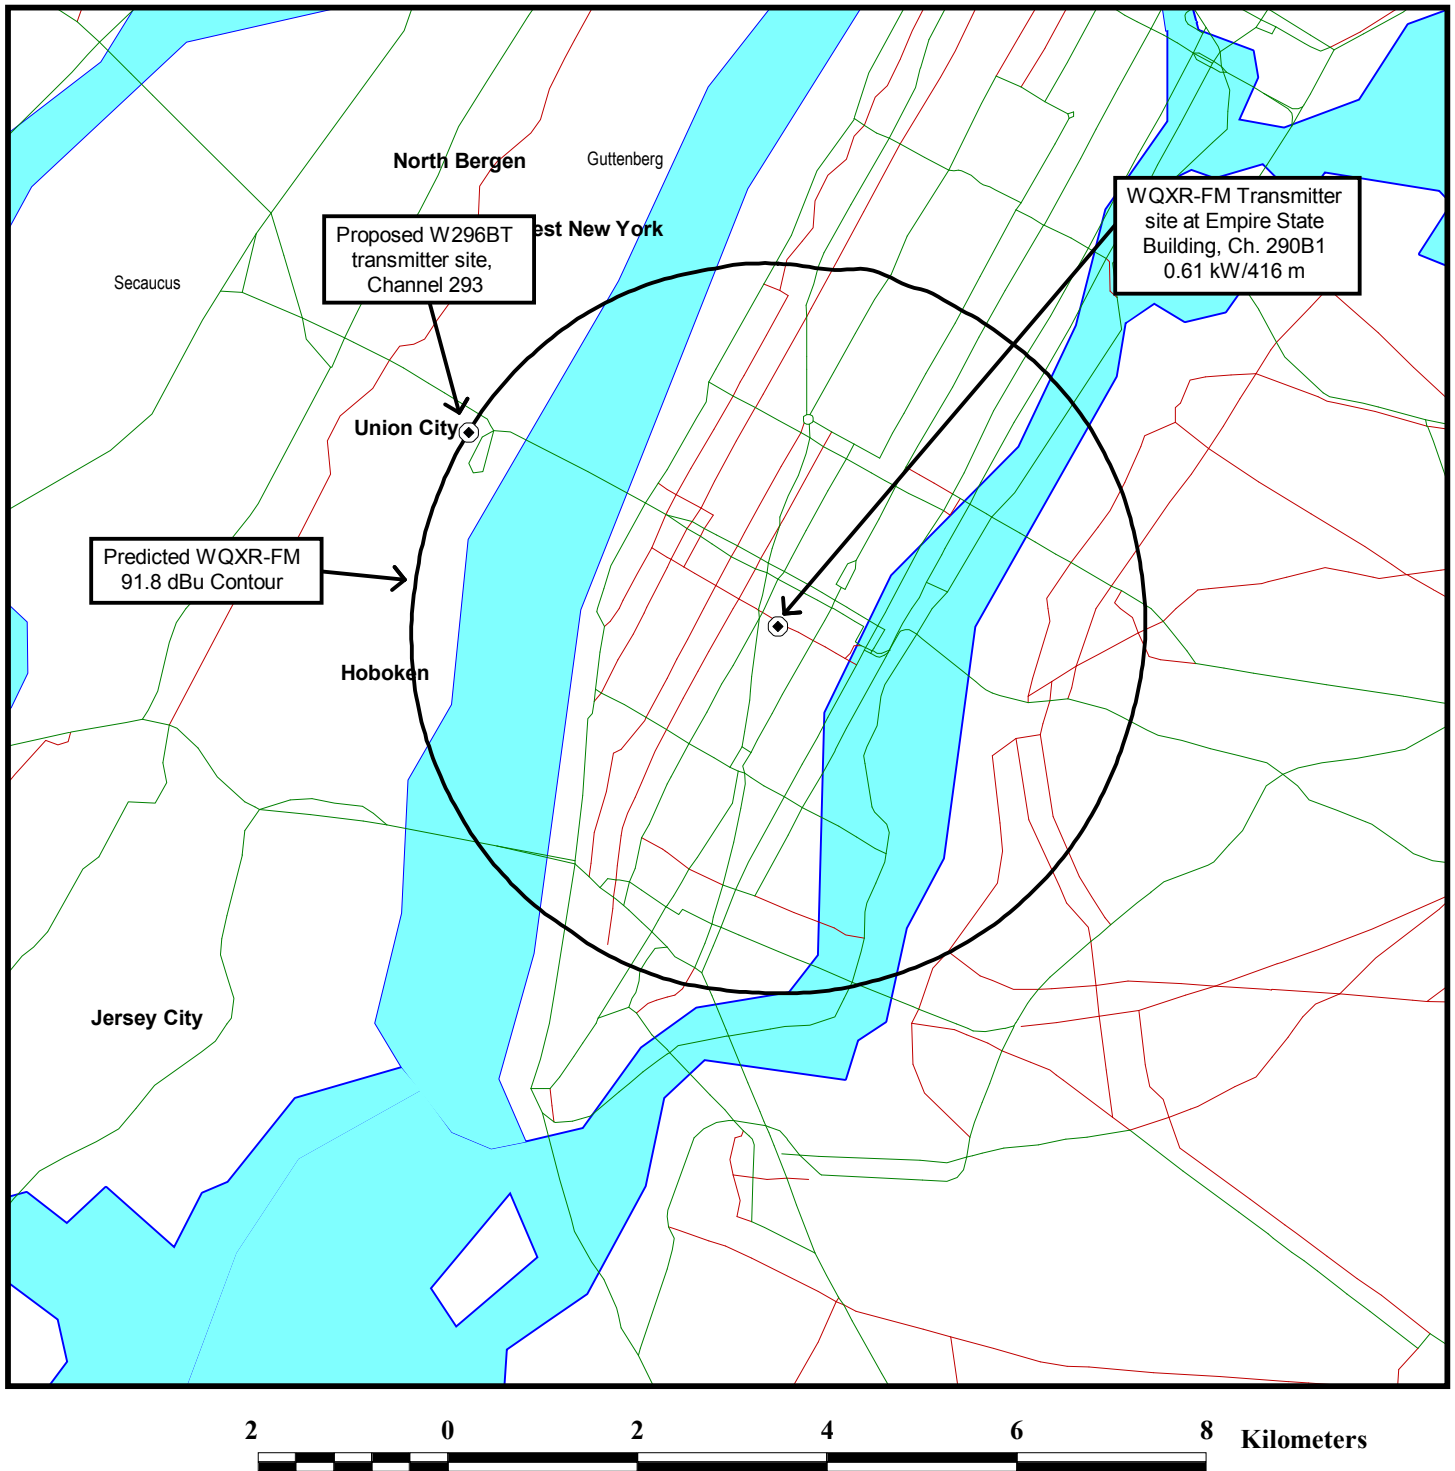 North Bergen
Guttenberg
WQXR-FM Transmitter
site at Empire State
Building, Ch. 290B1
0.61 kW/416 m
Proposed W296BT
transmitter site,
Channel 293
est New York
Secaucus
Union City
Predicted WQXR-FM
91.8 dBu Contour
Hoboken
Jersey City
2 0 2 4 6 8 Kilometers